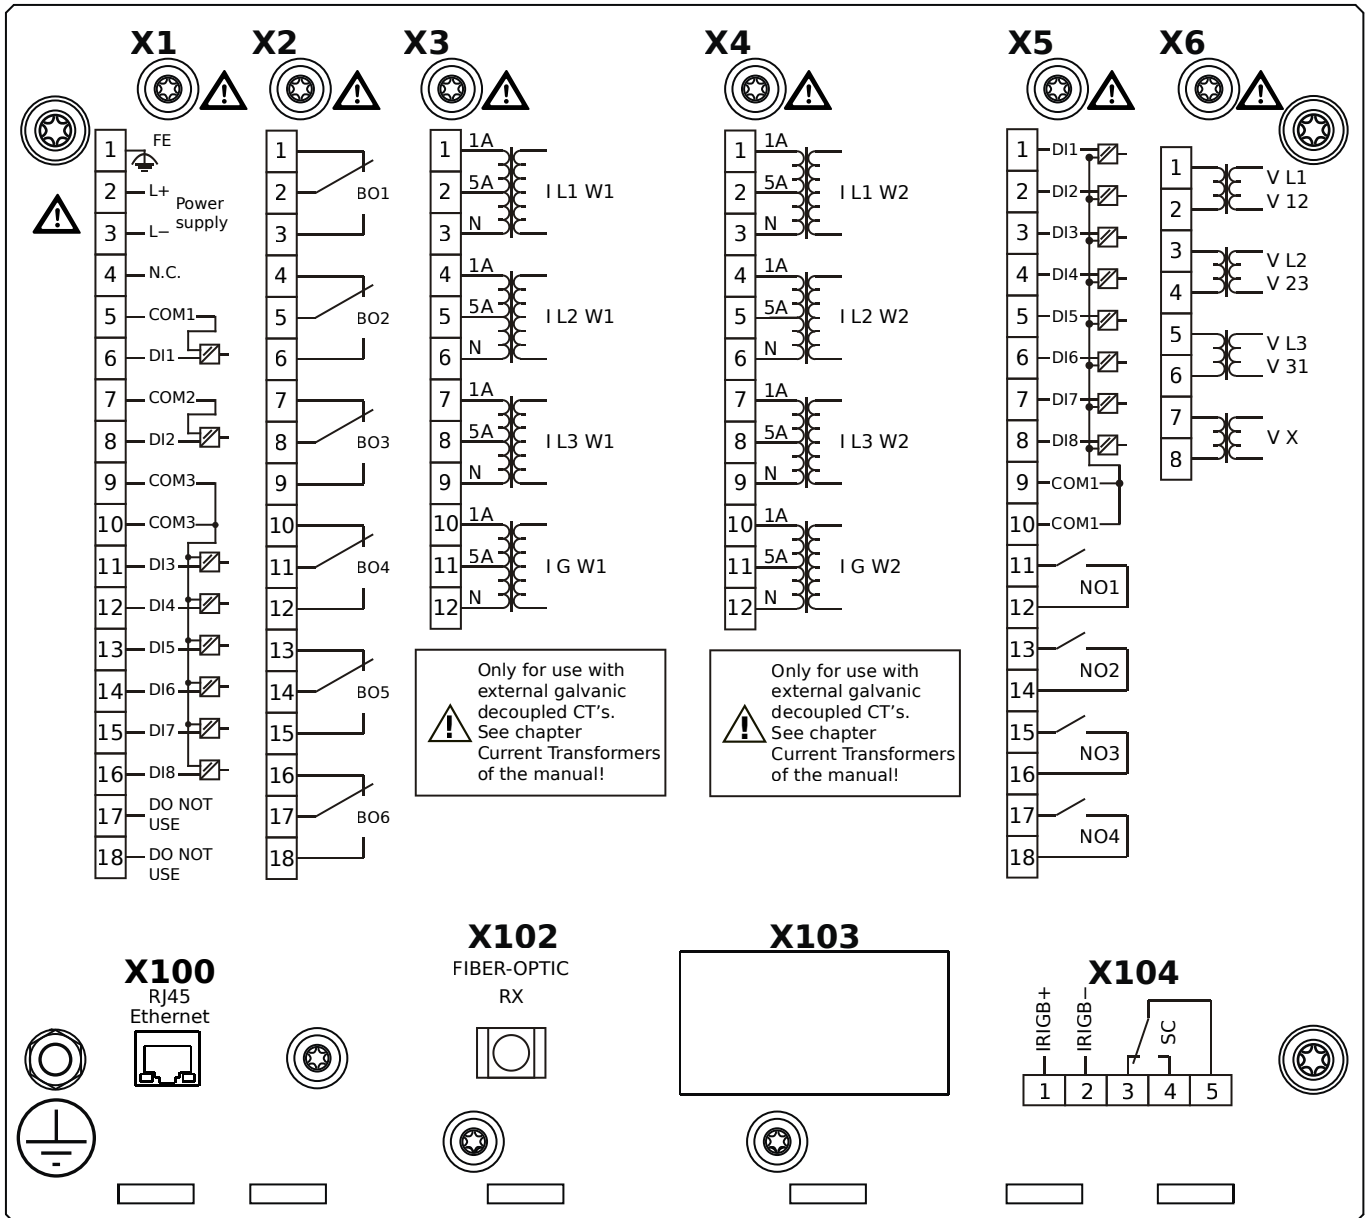 X1
X2
X3
X4
X5
X6
1
FE
2
L+
Power
supply
3
L−
4
N.C.
5
COM1
6
DI1
7
COM2
8
DI2
9
COM3
10
COM3
11
DI3
12
DI4
13
DI5
14
DI6
15
DI7
16
DI8
17
DO NOT
USE
18
DO NOT
USE
1
2
BO1
3
4
5
BO2
6
7
8
BO3
9
10
11
BO4
12
13
14
BO5
15
16
17
BO6
18
1
1A
2
5A
I L1 W1
3
N
4
1A
5
5A
I L2 W1
6
N
7
1A
8
5A
I L3 W1
9
N
10
1A
11
5A
I G W1
12
N
Only for use with
external galvanic
decoupled CT's.
See chapter
Current Transformers
of the manual!
1
1A
2
5A
I L1 W2
3
N
4
1A
5
5A
I L2 W2
6
N
7
1A
8
5A
I L3 W2
9
N
10
1A
11
5A
I G W2
12
N
Only for use with
external galvanic
decoupled CT's.
See chapter
Current Transformers
of the manual!
1
DI1
2
DI2
3
DI3
4
DI4
5
DI5
6
DI6
7
DI7
8
DI8
9
COM1
10
COM1
11
NO1
12
13
NO2
14
15
NO3
16
17
NO4
18
1
V L1
2
V 12
3
V L2
4
V 23
5
V L3
6
V 31
7
V X
8
X100
RJ45
Ethernet
X102
FIBER-OPTIC
RX
X103
X104
IRIGB+
IRIGB−
SC
1 2 3 4 5